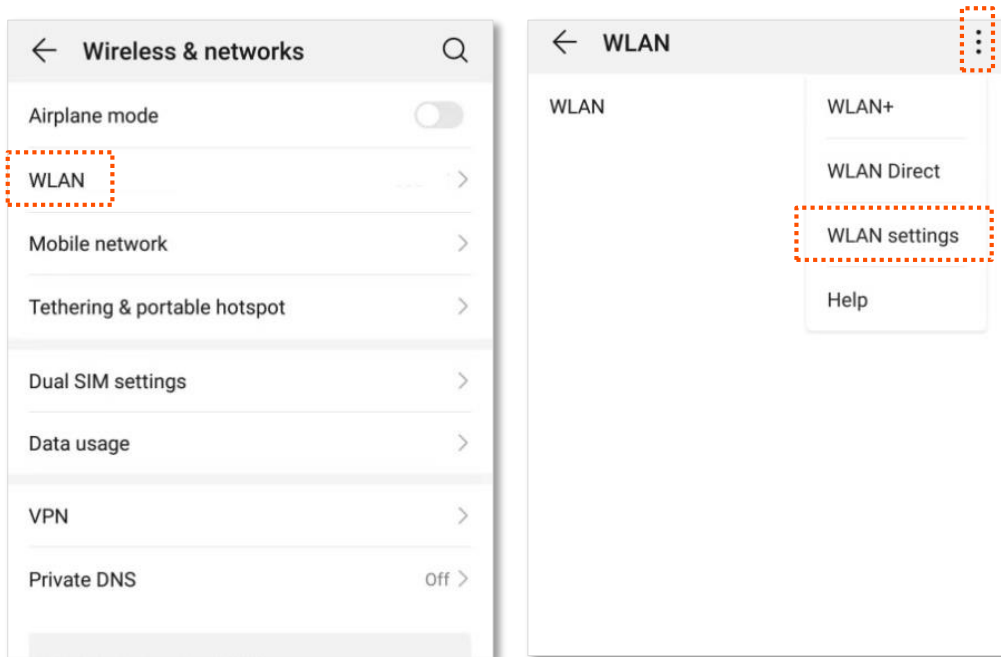 Wireless & networks
Airplane mode
WLAN
Mobile network
Tethering & portable hotspot
Dual SIM settings
Data usage
VPN
Private DNS
Off
WLAN
WLAN
WLAN+
WLAN Direct
WLAN settings
Help